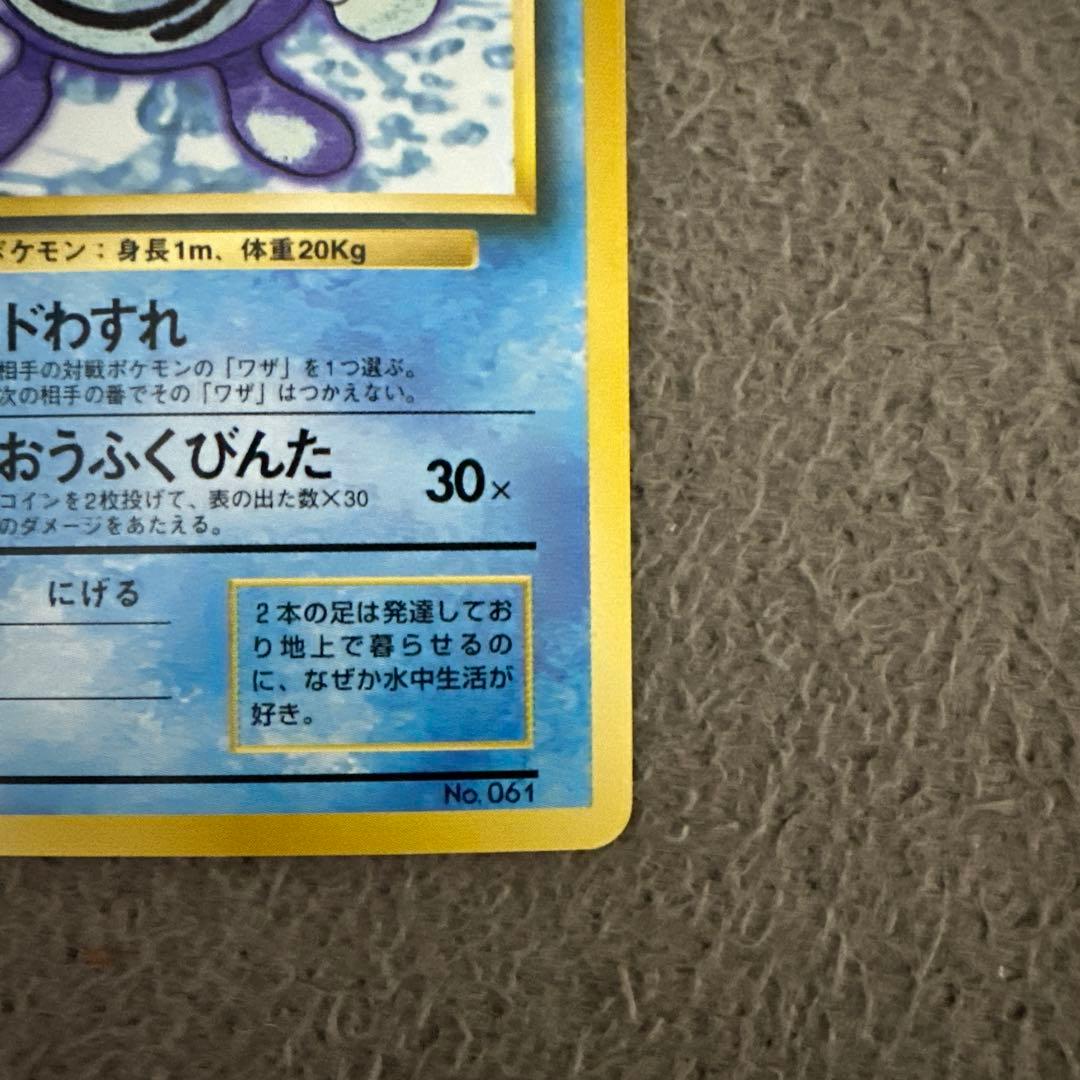 ポケモン：身長1m、体重20Kg
ドわすれ
相手の対戦ポケモンの「ワザ」を1つ選ぶ。
次の相手の番でその「ワザ」はつかえない。
おうふくびんた 30×
コインを2枚投げて、表の出た数×30
のダメージをあたえる。
にげる
2本の足は発達してお
り地上で暮らせるの
に、なぜか水中生活が
好き。
No.061